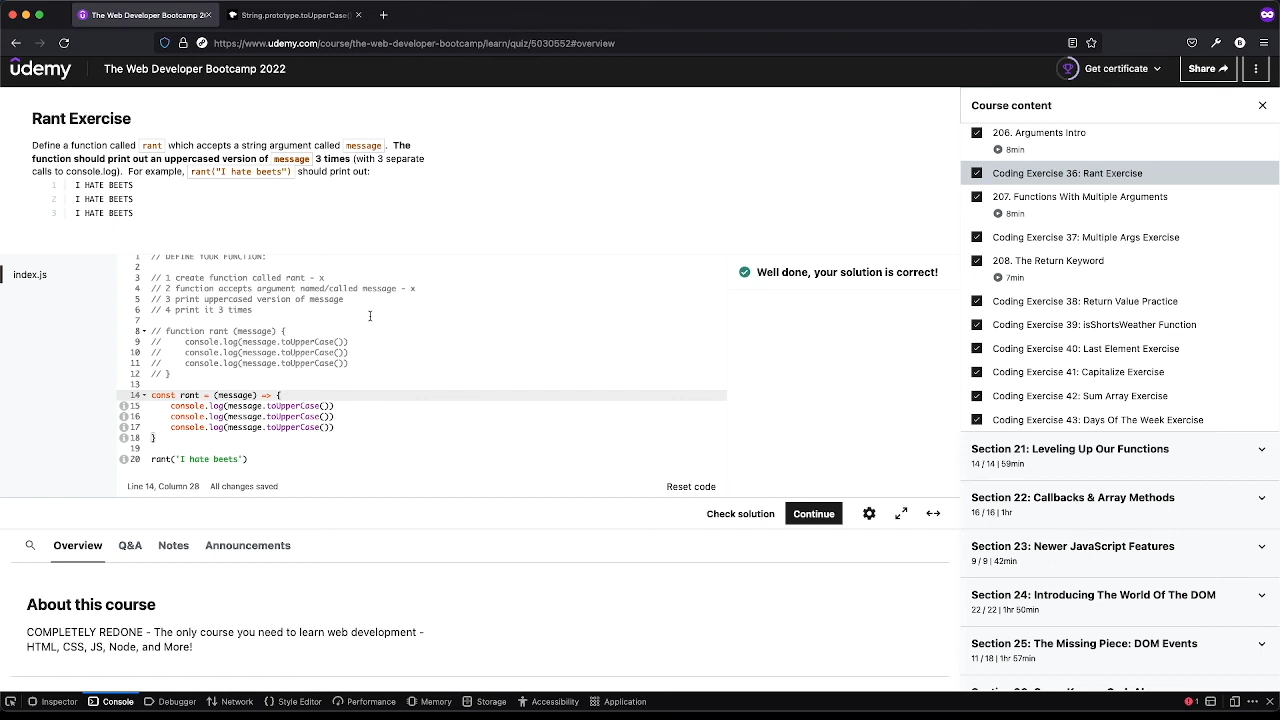 The Web Developer Bootcamp 20
String.prototype.toUpperCase()
https://www.udemy.com/course/the-web-developer-bootcamp/learn/quiz/5030552#overview
B
udemy
The Web Developer Bootcamp 2022
Get certificate
Share
Rant Exercise
Define a function called rant which accepts a string argument called message. The
function should print out an uppercased version of message 3 times (with 3 separate
calls to console.log). For example, rant("I hate beets") should print out:
1 I HATE BEETS
2 I HATE BEETS
3 I HATE BEETS
index.js
1 // DEFINE YOUR FUNCTION:
2
3 // 1 create function called rant - x
4 // 2 function accepts argument named/called message - x
5 // 3 print uppercased version of message
6 // 4 print it 3 times
7
8 // function rant (message) {
9 // console.log(message.toUpperCase())
10 // console.log(message.toUpperCase())
11 // console.log(message.toUpperCase())
12 // }
13
14 const rant = (message) => {
15 console.log(message.toUpperCase())
16 console.log(message.toUpperCase())
17 console.log(message.toUpperCase())
18 }
19
20 rant('I hate beets')
Line 14, Column 28 All changes saved
Reset code
Well done, your solution is correct!
Check solution
Continue
Overview
Q&A
Notes
Announcements
About this course
COMPLETELY REDONE - The only course you need to learn web development -
HTML, CSS, JS, Node, and More!
Course content
206. Arguments Intro
8min
Coding Exercise 36: Rant Exercise
207. Functions With Multiple Arguments
8min
Coding Exercise 37: Multiple Args Exercise
208. The Return Keyword
7min
Coding Exercise 38: Return Value Practice
Coding Exercise 39: isShortsWeather Function
Coding Exercise 40: Last Element Exercise
Coding Exercise 41: Capitalize Exercise
Coding Exercise 42: Sum Array Exercise
Coding Exercise 43: Days Of The Week Exercise
Section 21: Leveling Up Our Functions
14 / 14 | 59min
Section 22: Callbacks & Array Methods
16 / 16 | 1hr
Section 23: Newer JavaScript Features
9 / 9 | 42min
Section 24: Introducing The World Of The DOM
22 / 22 | 1hr 50min
Section 25: The Missing Piece: DOM Events
11 / 18 | 1hr 57min
Inspector
Console
Debugger
Network
Style Editor
Performance
Memory
Storage
Accessibility
Application
1